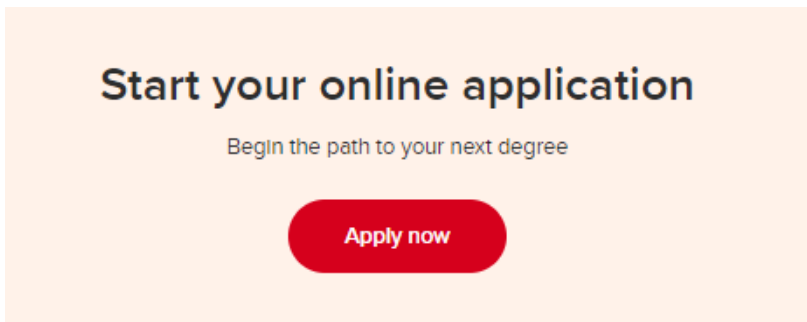 Start your online application
Begin the path to your next degree
Apply now